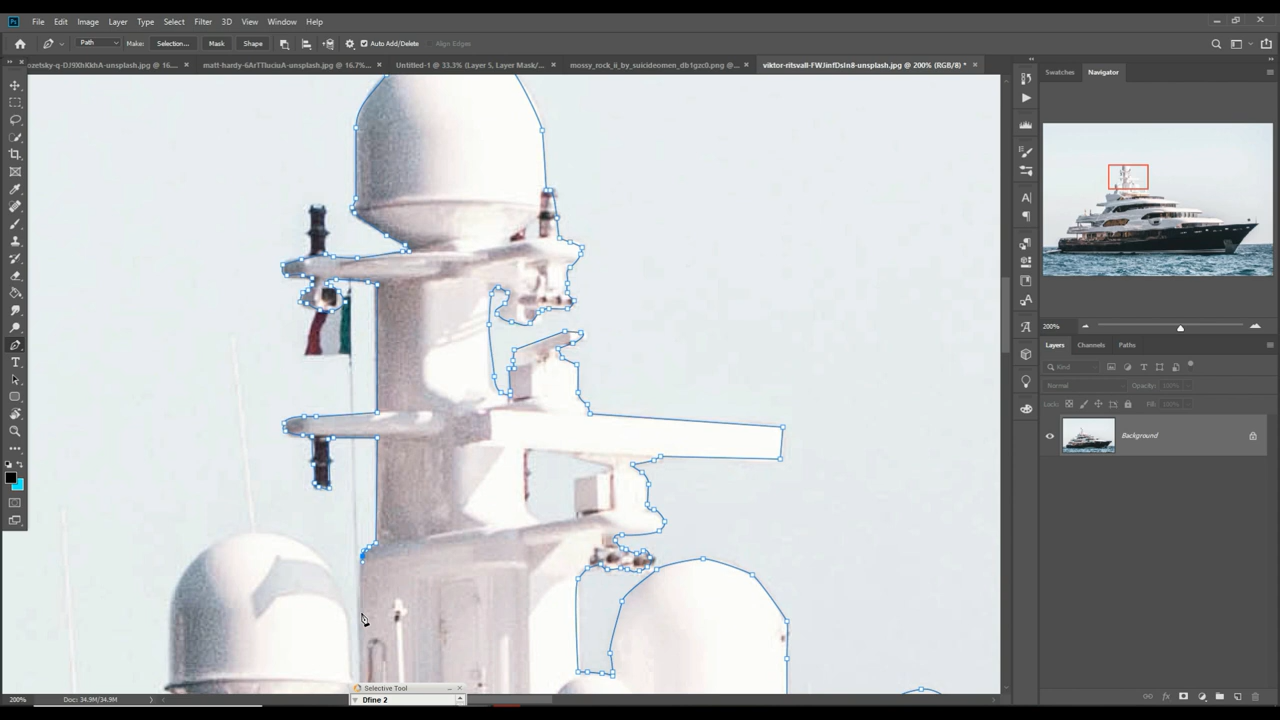 Ps File Edit Image Layer Type Select Filter 3D View Window Help
Path Make: Selection... Mask Shape Auto Add/Delete Align Edges
ozetsky-q-DJ9XhKkhA-unsplash.jpg @ 16.... × matt-hardy-6ArTTluciuA-unsplash.jpg @ 16.7%... × Untitled-1 @ 33.3% (Layer 5, Layer Mask/... × mossy_rock_ii_by_suicideomen_db1gzc0.png @... × viktor-ritsvall-FWJinfDsIn8-unsplash.jpg @ 200% (RGB/8) * ×
Swatches Navigator
200%
Layers Channels Paths
Kind
Normal Opacity: 100%
Lock: Fill: 100%
Background
Selective Tool
Dfine 2
200% Doc: 34.9M/34.9M